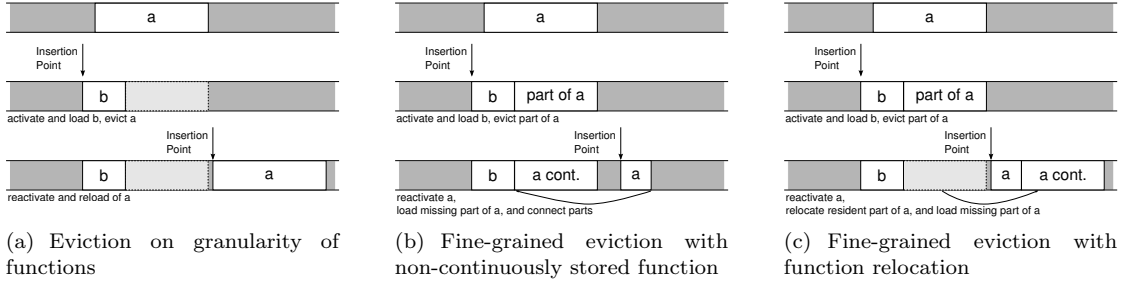 a
Insertion
Point
b
activate and load b, evict a
Insertion
Point
b
a
reactivate and reload of a
(a) Eviction on granularity of
functions
a
Insertion
Point
b
part of a
activate and load b, evict part of a
Insertion
Point
b
a cont.
a
reactivate a,
load missing part of a, and connect parts
(b) Fine-grained eviction with
non-continuously stored function
a
Insertion
Point
b
part of a
activate and load b, evict part of a
Insertion
Point
b
a
a cont.
reactivate a,
relocate resident part of a, and load missing part of a
(c) Fine-grained eviction with
function relocation